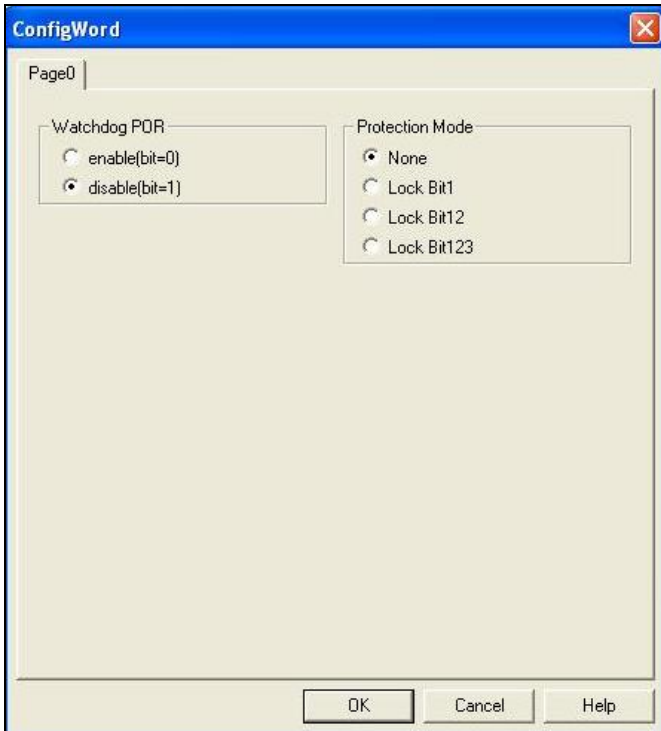 ConfigWord
Page0
Watchdog POR
enable(bit=0)
disable(bit=1)
Protection Mode
None
Lock Bit1
Lock Bit12
Lock Bit123
OK
Cancel
Help